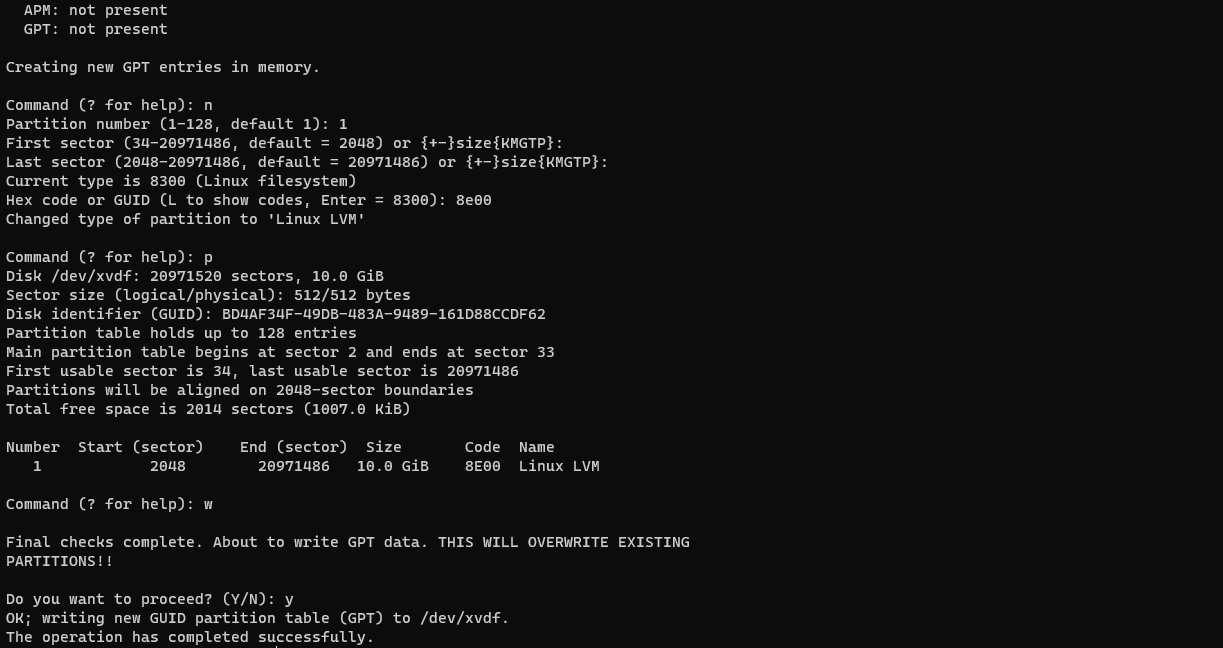 APM: not present
GPT: not present
Creating new GPT entries in memory.
Command (? for help): n
Partition number (1-128, default 1): 1
First sector (34-20971486, default = 2048) or {+-}size{KMGTP}:
Last sector (2048-20971486, default = 20971486) or {+-}size{KMGTP}:
Current type is 8300 (Linux filesystem)
Hex code or GUID (L to show codes, Enter = 8300): 8e00
Changed type of partition to 'Linux LVM'
Command (? for help): p
Disk /dev/xvdf: 20971520 sectors, 10.0 GiB
Sector size (logical/physical): 512/512 bytes
Disk identifier (GUID): BD4AF34F-49DB-483A-9489-161D88CCDF62
Partition table holds up to 128 entries
Main partition table begins at sector 2 and ends at sector 33
First usable sector is 34, last usable sector is 20971486
Partitions will be aligned on 2048-sector boundaries
Total free space is 2014 sectors (1007.0 KiB)
Number  Start (sector)    End (sector)  Size       Code  Name
   1            2048        20971486   10.0 GiB    8E00  Linux LVM
Command (? for help): w
Final checks complete. About to write GPT data. THIS WILL OVERWRITE EXISTING
PARTITIONS!!
Do you want to proceed? (Y/N): y
OK; writing new GUID partition table (GPT) to /dev/xvdf.
The operation has completed successfully.